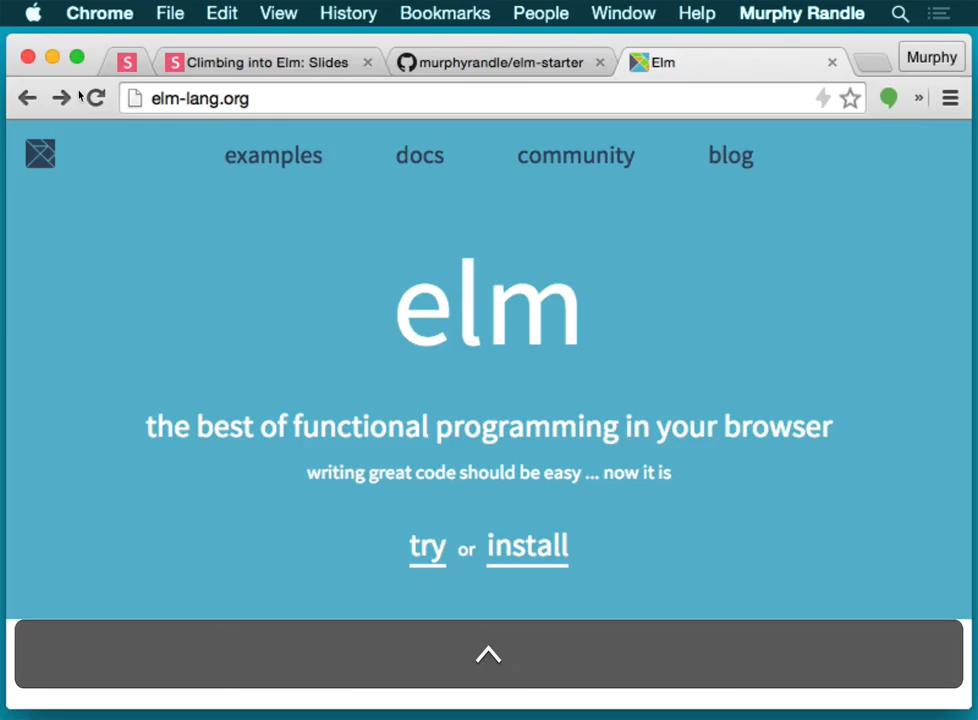 Chrome File Edit View History Bookmarks People Window Help Murphy Randle
S S Climbing into Elm: Slides murphyrandle/elm-starter Elm Murphy
elm-lang.org »
examples docs community blog
elm
the best of functional programming in your browser
writing great code should be easy ... now it is
try or install